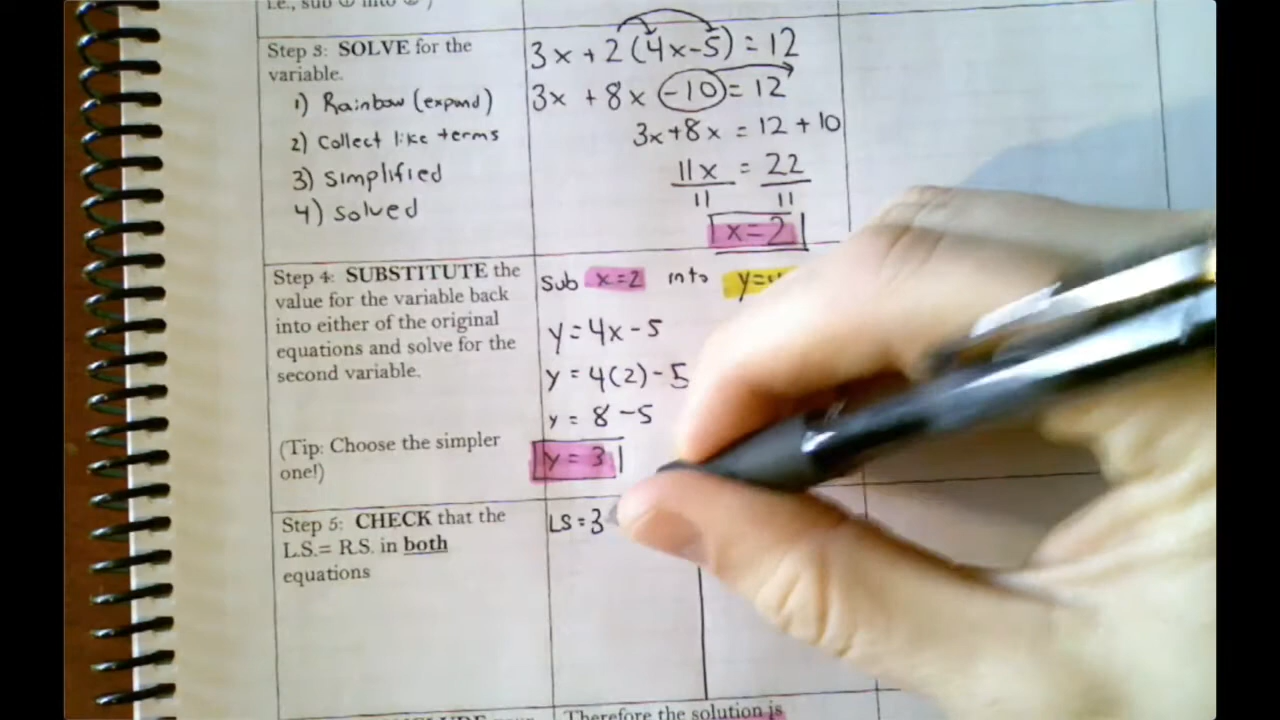 i.e., sub ① into ②)
Step 3: SOLVE for the
variable.
1) Rainbow (expand)
2) Collect like terms
3) simplified
4) solved
3x + 2(4x-5) = 12
3x + 8x -10 = 12
3x+8x = 12 + 10
11x = 22
11 11
x=2
Step 4: SUBSTITUTE the
value for the variable back
into either of the original
equations and solve for the
second variable.
(Tip: Choose the simpler
one!)
sub x=2 into y=
y = 4x - 5
y = 4(2) - 5
y = 8 - 5
y = 3
Step 5: CHECK that the
L.S.= R.S. in both
equations
LS = 3
Therefore the solution is